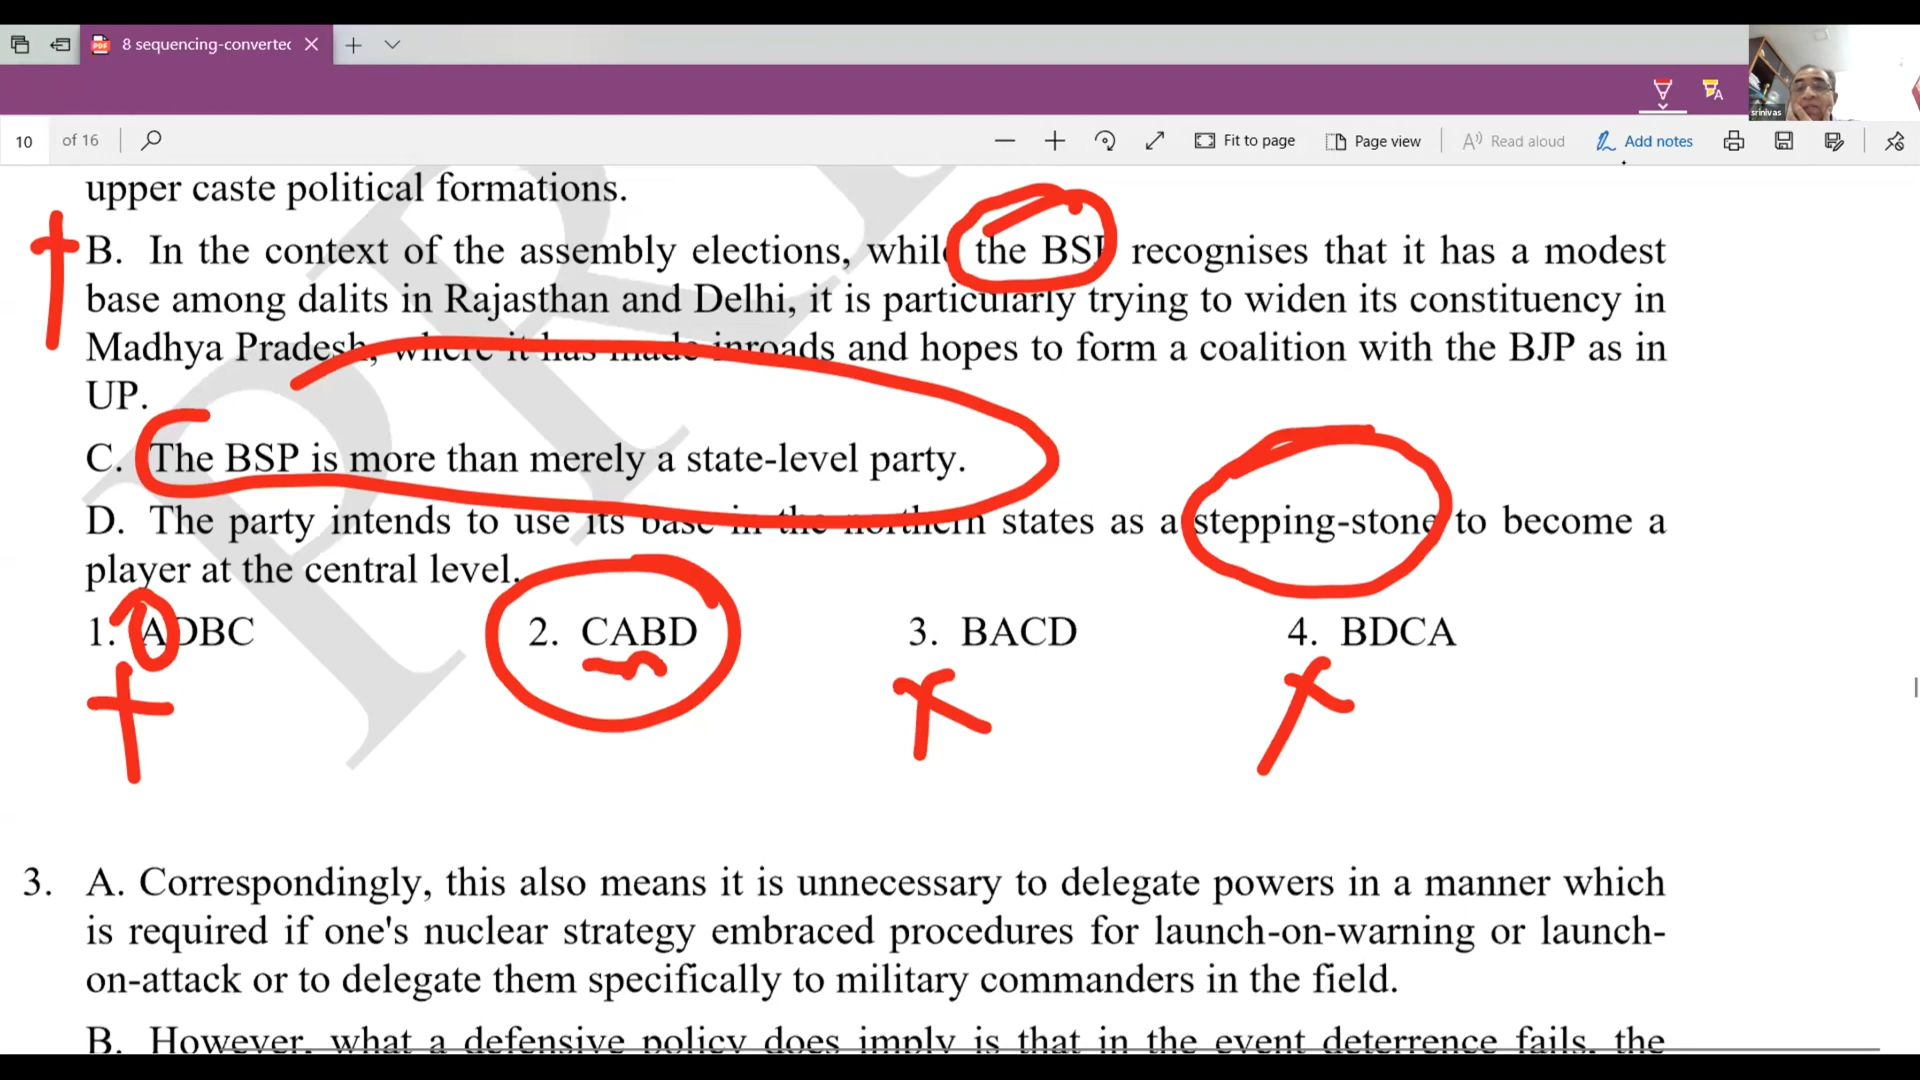 8 sequencing-converted
10 of 16
Fit to page
Page view
Read aloud
Add notes
srinivas
upper caste political formations.
B. In the context of the assembly elections, while the BSP recognises that it has a modest
base among dalits in Rajasthan and Delhi, it is particularly trying to widen its constituency in
Madhya Pradesh, where it has made inroads and hopes to form a coalition with the BJP as in
UP.
C. The BSP is more than merely a state-level party.
D. The party intends to use its base in the northern states as a stepping-stone to become a
player at the central level.
1. ADBC 2. CABD 3. BACD 4. BDCA
3. A. Correspondingly, this also means it is unnecessary to delegate powers in a manner which
is required if one's nuclear strategy embraced procedures for launch-on-warning or launch-
on-attack or to delegate them specifically to military commanders in the field.
B. However, what a defensive policy does imply is that in the event deterrence fails, the